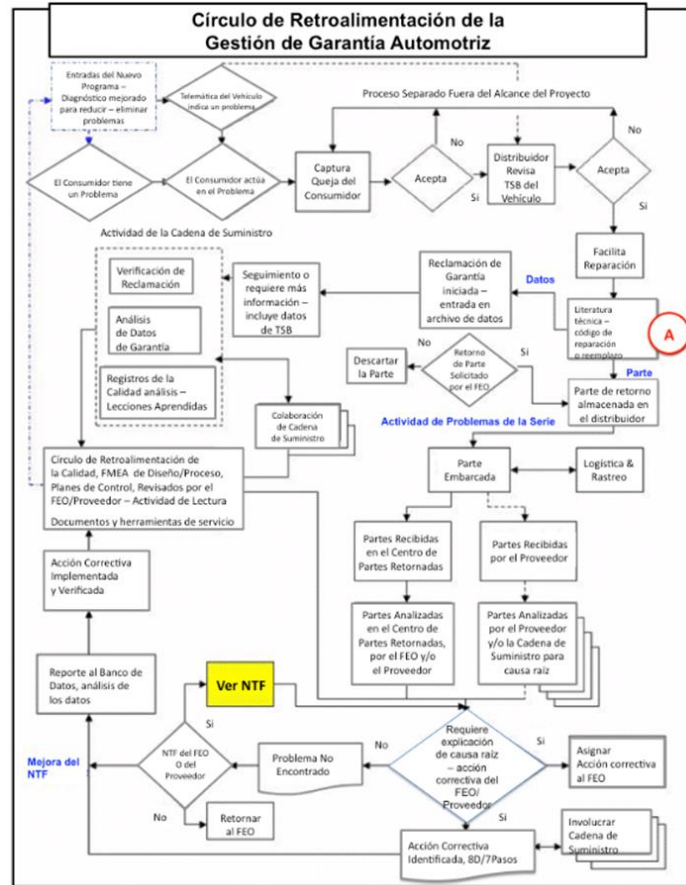 Círculo de Retroalimentación de la
Gestión de Garantía Automotriz
Entradas del Nuevo
Programa –
Diagnóstico mejorado
para reducir – eliminar
problemas
Telemática del Vehículo
indica un problema
Proceso Separado Fuera del Alcance del Proyecto
El Consumidor tiene
un Problema
El Consumidor actúa
en el Problema
Captura
Queja del
Consumidor
No
Acepta
Si
Distribuidor
Revisa
TSB del
Vehículo
No
Acepta
Si
Actividad de la Cadena de Suministro
Verificación de
Reclamación
Análisis
de Datos
de Garantía
Registros de la
Calidad análisis –
Lecciones Aprendidas
Seguimiento o
requiere más
información –
incluye datos
de TSB
Reclamación de
Garantía
iniciada –
entrada en
archivo de datos
Datos
Facilita
Reparación
Literatura
técnica –
código de
reparación
o reemplazo
A
Parte
Descartar
la Parte
No
Retorno
de Parte
Solicitado
por el FEO
Si
Parte de retorno
almacenada en
el distribuidor
Colaboración
de Cadena
de Suministro
Actividad de Problemas de la Serie
Círculo de Retroalimentación de
la Calidad, FMEA de Diseño/Proceso,
Planes de Control, Revisados por el
FEO/Proveedor – Actividad de Lectura
Documentos y herramientas de servicio
Parte
Embarcada
Logística &
Rastreo
Acción Correctiva
Implementada
y Verificada
Partes Recibidas
en el Centro de
Partes Retornadas
Partes Recibidas
por el Proveedor
Partes Analizadas
en el Centro de
Partes Retornadas,
por el FEO y/o
el Proveedor
Partes Analizadas
por el Proveedor
y/o la Cadena de
Suministro para
causa raíz
Reporte al Banco de
Datos, análisis de
los datos
Ver NTF
Si
Mejora del
NTF
NTF del FEO
O del
Proveedor
No
Retornar
al FEO
Problema No
Encontrado
No
Requiere
explicación
de causa raíz
– acción
correctiva del
FEO/
Proveedor
Si
Asignar
Acción correctiva
al FEO
Si
Acción Correctiva
Identificada, 8D/7Pasos
Involucrar
Cadena de
Suministro